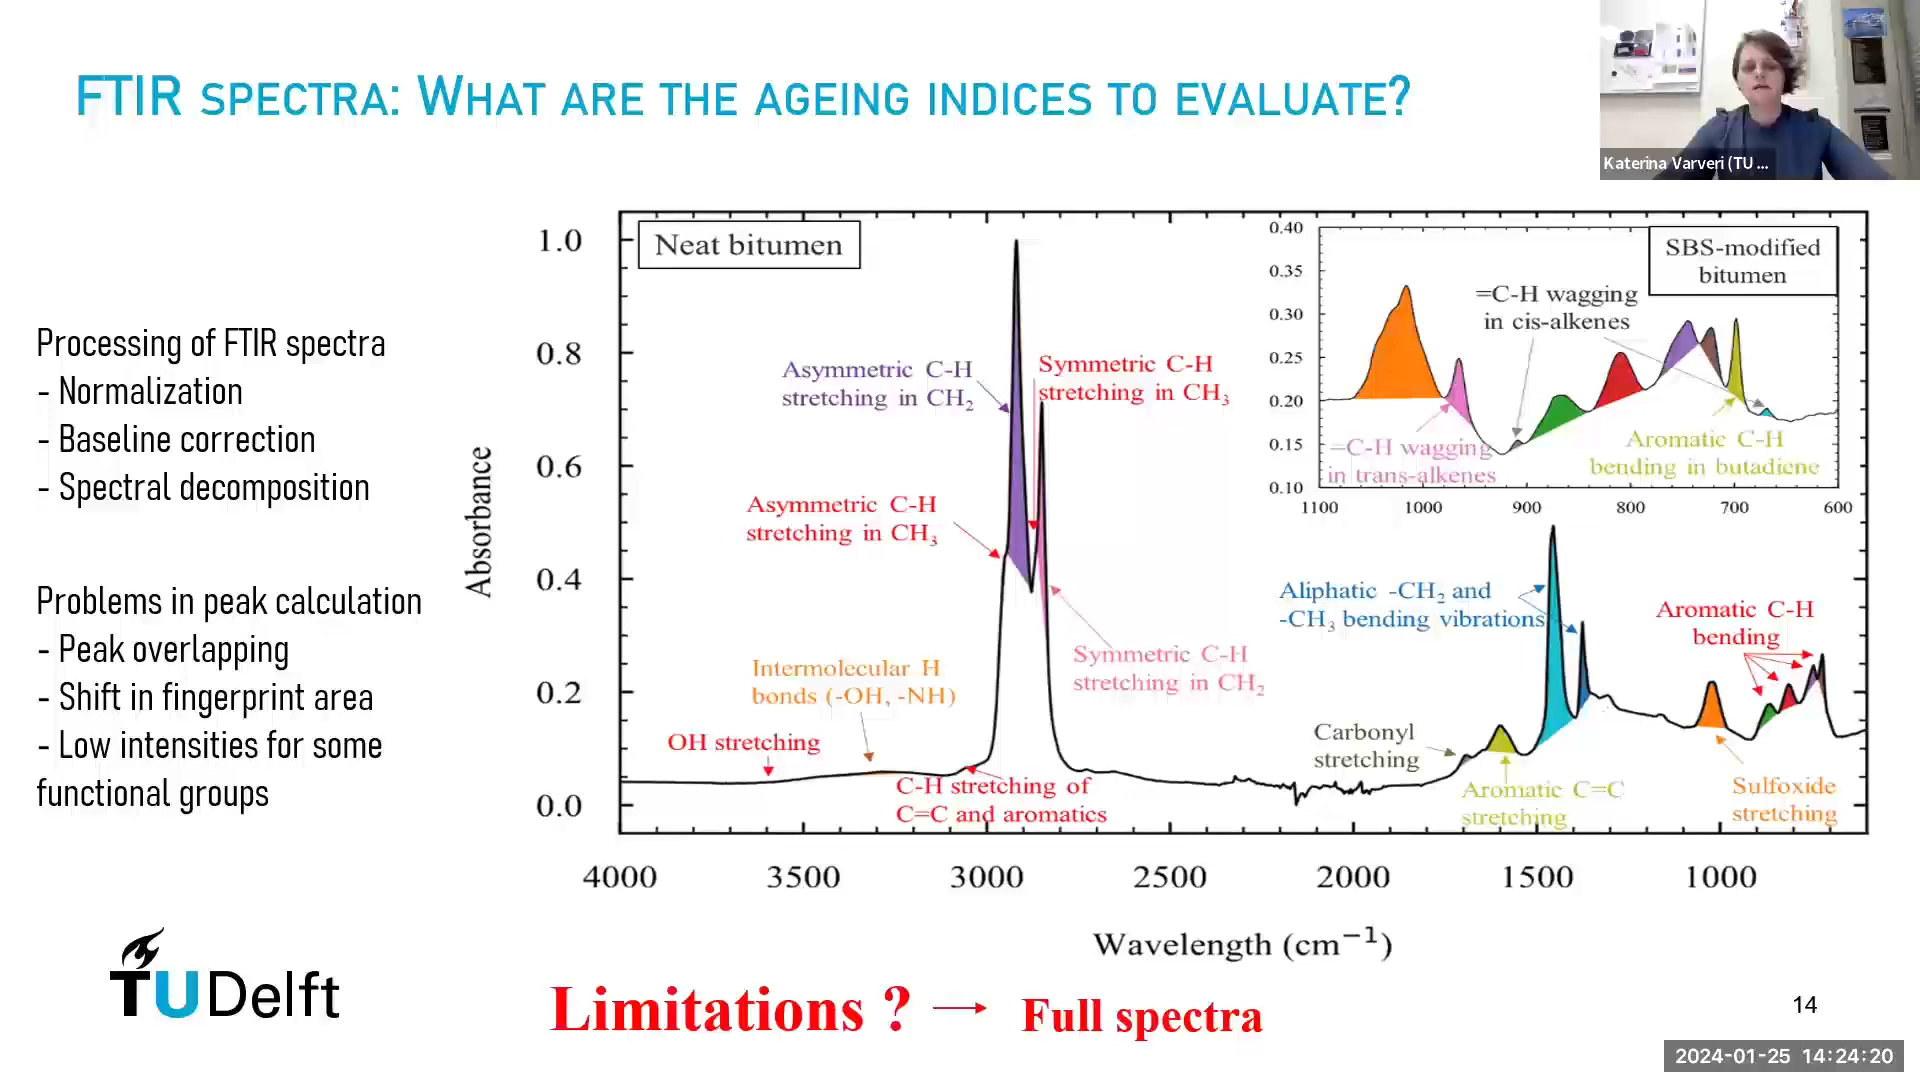 FTIR SPECTRA: WHAT ARE THE AGEING INDICES TO EVALUATE?
Katerina Varveri (TU ...
Processing of FTIR spectra
- Normalization
- Baseline correction
- Spectral decomposition
Problems in peak calculation
- Peak overlapping
- Shift in fingerprint area
- Low intensities for some
functional groups
Absorbance
1.0
0.8
0.6
0.4
0.2
0.0
Neat bitumen
Asymmetric C-H
stretching in CH2
Symmetric C-H
stretching in CH3
Asymmetric C-H
stretching in CH3
Symmetric C-H
stretching in CH2
Intermolecular H
bonds (-OH, -NH)
OH stretching
C-H stretching of
C=C and aromatics
0.40
0.35
0.30
0.25
0.20
0.15
0.10
SBS-modified
bitumen
=C-H wagging
in cis-alkenes
=C-H wagging
in trans-alkenes
Aromatic C-H
bending in butadiene
1100 1000 900 800 700 600
Aliphatic -CH2 and
-CH3 bending vibrations
Aromatic C-H
bending
Carbonyl
stretching
Aromatic C=C
stretching
Sulfoxide
stretching
4000 3500 3000 2500 2000 1500 1000
Wavelength (cm−1)
TU Delft
Limitations ? → Full spectra
14
2024-01-25 14:24:20